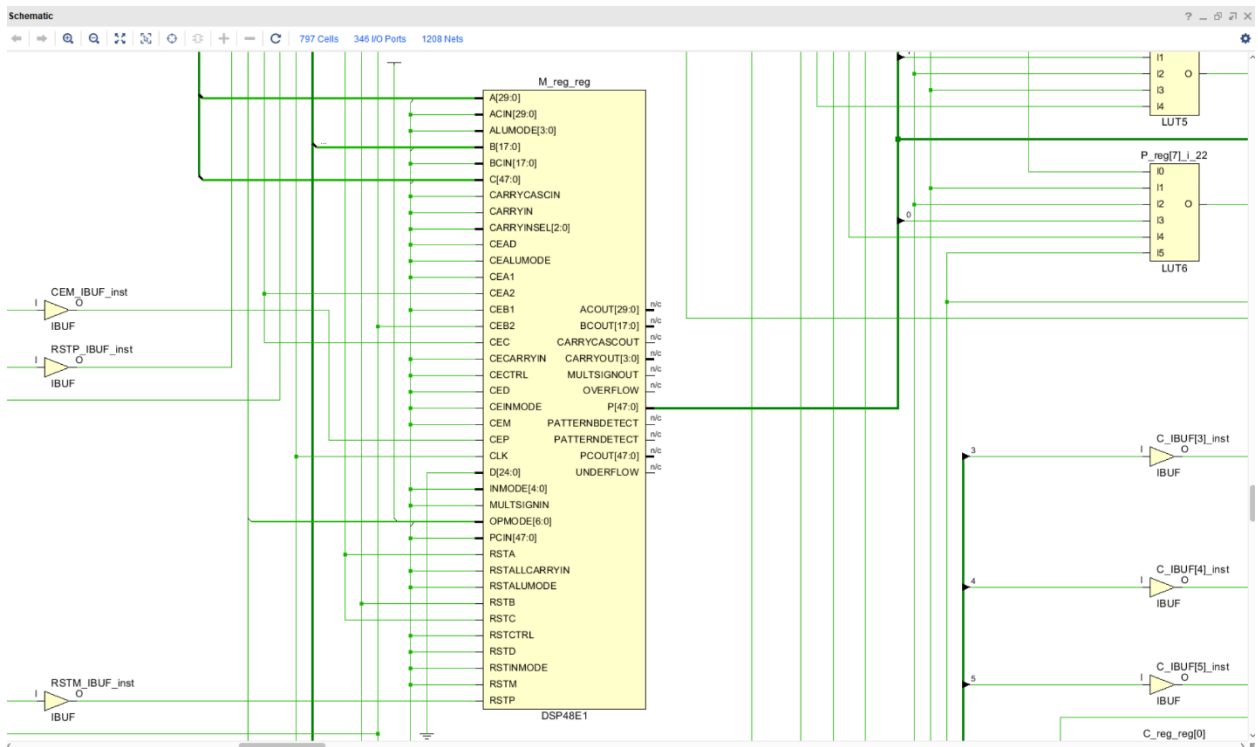 Schematic
797 Cells 346 I/O Ports 1208 Nets
M_reg_reg
A[29:0]
ACIN[29:0]
ALUMODE[3:0]
B[17:0]
BCIN[17:0]
C[47:0]
CARRYCASCIN
CARRYIN
CARRYINSEL[2:0]
CEAD
CEALUMODE
CEA1
CEA2
CEB1
CEB2
CEC
CECARRYIN
CECTRL
CED
CEINMODE
CEM
CEP
CLK
D[24:0]
INMODE[4:0]
MULTSIGNIN
OPMODE[6:0]
PCIN[47:0]
RSTA
RSTALLCARRYIN
RSTALUMODE
RSTB
RSTC
RSTCTRL
RSTD
RSTINMODE
RSTM
RSTP
ACOUT[29:0] n/c
BCOUT[17:0] n/c
CARRYCASCOUT n/c
CARRYOUT[3:0] n/c
MULTSIGNOUT n/c
OVERFLOW n/c
P[47:0]
PATTERNBDETECT n/c
PATTERNDETECT n/c
PCOUT[47:0] n/c
UNDERFLOW n/c
DSP48E1
...
CEM_IBUF_inst
I O
IBUF
RSTP_IBUF_inst
I O
IBUF
RSTM_IBUF_inst
I O
IBUF
I1
I2 O
I3
I4
LUT5
P_reg[7]_i_22
I0
I1
I2 O
0 I3
I4
I5
LUT6
C_IBUF[3]_inst
3 I O
IBUF
C_IBUF[4]_inst
4 I O
IBUF
C_IBUF[5]_inst
5 I O
IBUF
C_reg_reg[0]